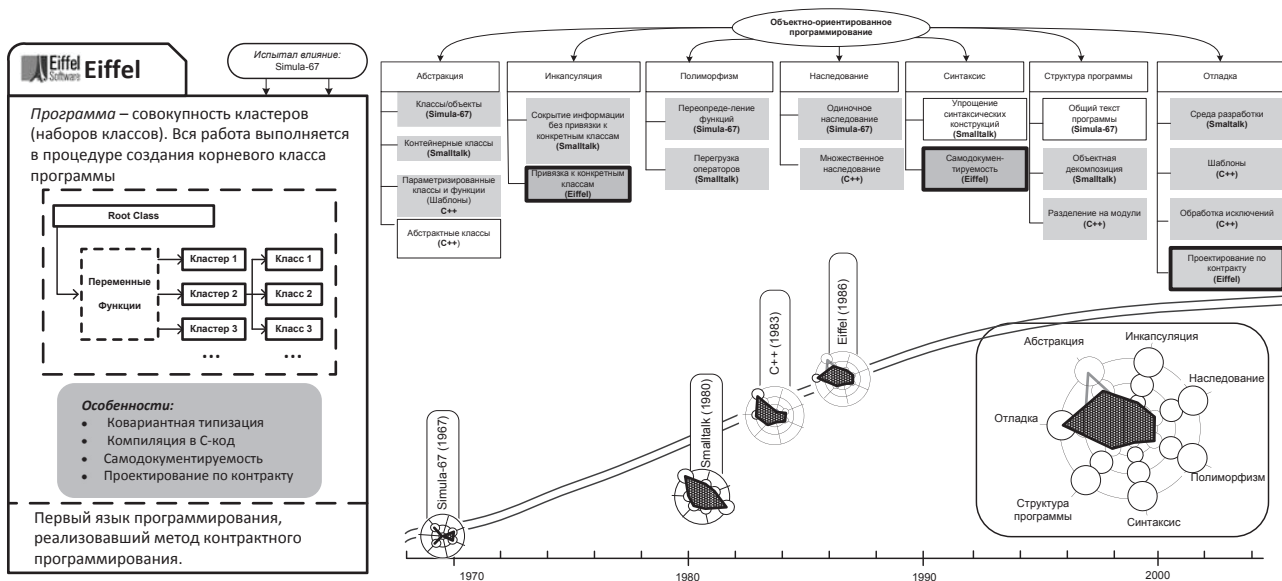 Eiffel
Software
Eiffel
Испытал влияние:
Simula-67
Программа – совокупность кластеров
(наборов классов). Вся работа выполняется
в процедуре создания корневого класса
программы
Root Class
Переменные
Функции
Кластер 1
Класс 1
Кластер 2
Класс 2
Кластер 3
Класс 3
...
...
Особенности:
• Ковариантная типизация
• Компиляция в С-код
• Самодокументируемость
• Проектирование по контракту
Первый язык программирования,
реализовавший метод контрактного
программирования.
Объектно-ориентированное
программирование
Абстракция
Классы/объекты
(Simula-67)
Контейнерные классы
(Smalltalk)
Параметризированные
классы и функции
(Шаблоны)
C++
Абстрактные классы
(C++)
Инкапсуляция
Сокрытие информации
без привязки к
конкретным классам
(Smalltalk)
Привязка к конкретным
классам
(Eiffel)
Полиморфизм
Переопреде-ление
функций
(Simula-67)
Перегрузка
операторов
(Smalltalk)
Наследование
Одиночное
наследование
(Simula-67)
Множественное
наследование
(C++)
Синтаксис
Упрощение
синтаксических
конструкций
(Smalltalk)
Самодокумен-
тируемость
(Eiffel)
Структура программы
Общий текст
программы
(Simula-67)
Объектная
декомпозиция
(Smalltalk)
Разделение на модули
(C++)
Отладка
Среда разработки
(Smaltalk)
Шаблоны
(C++)
Обработка исключений
(C++)
Проектирование по
контракту
(Eiffel)
Simula-67 (1967)
Smalltalk (1980)
C++ (1983)
Eiffel (1986)
Абстракция
Инкапсуляция
Наследование
Отладка
Полиморфизм
Структура
программы
Синтаксис
1970
1980
1990
2000